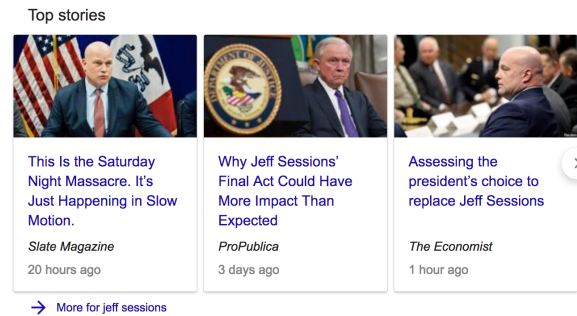 Top stories
This Is the Saturday
Night Massacre. It's
Just Happening in Slow
Motion.
Slate Magazine
20 hours ago
Why Jeff Sessions'
Final Act Could Have
More Impact Than
Expected
ProPublica
3 days ago
Assessing the
president's choice to
replace Jeff Sessions
The Economist
1 hour ago
More for jeff sessions